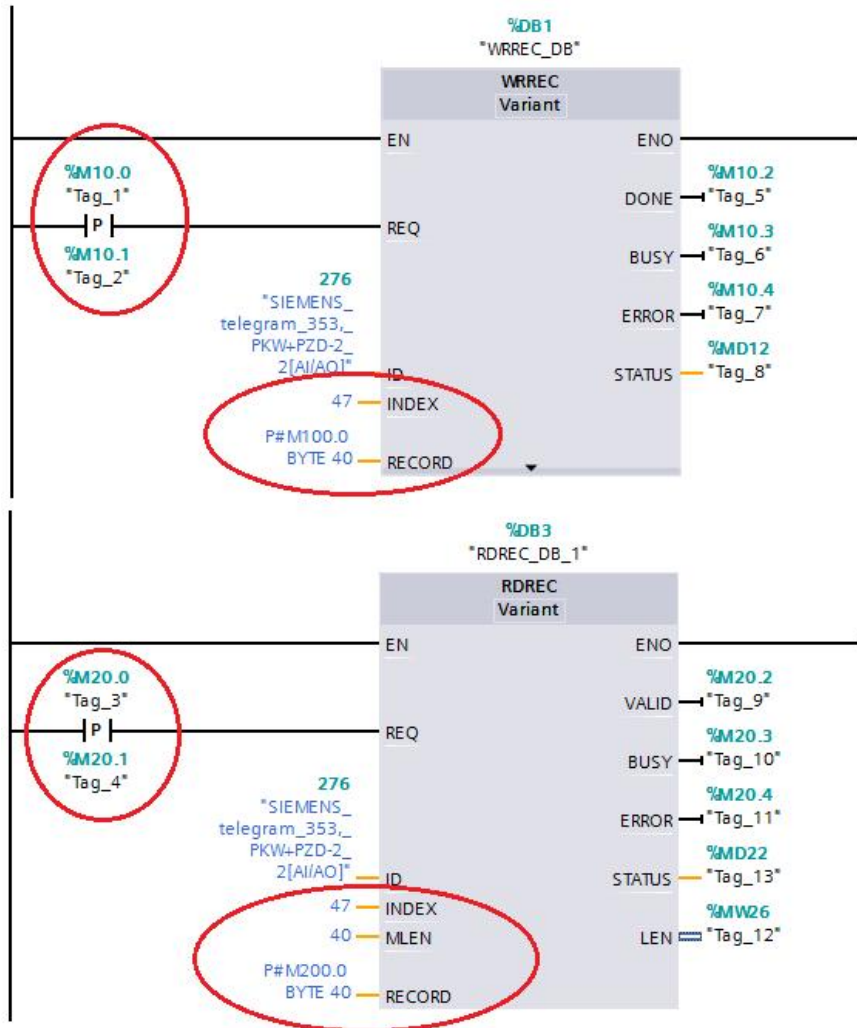 %DB1
"WRREC_DB"
WRREC
Variant
EN
ENO
%M10.0
"Tag_1"
P
%M10.1
"Tag_2"
REQ
%M10.2
DONE "Tag_5"
%M10.3
BUSY "Tag_6"
%M10.4
ERROR "Tag_7"
%MD12
STATUS "Tag_8"
276
"SIEMENS_
telegram_353,_
PKW+PZD-2_
2[AI/AO]" ID
47 INDEX
P#M100.0
BYTE 40 RECORD
%DB3
"RDREC_DB_1"
RDREC
Variant
EN
ENO
%M20.0
"Tag_3"
P
%M20.1
"Tag_4"
REQ
%M20.2
VALID "Tag_9"
%M20.3
BUSY "Tag_10"
%M20.4
ERROR "Tag_11"
%MD22
STATUS "Tag_13"
%MW26
LEN "Tag_12"
276
"SIEMENS_
telegram_353,_
PKW+PZD-2_
2[AI/AO]" ID
47 INDEX
40 MLEN
P#M200.0
BYTE 40 RECORD